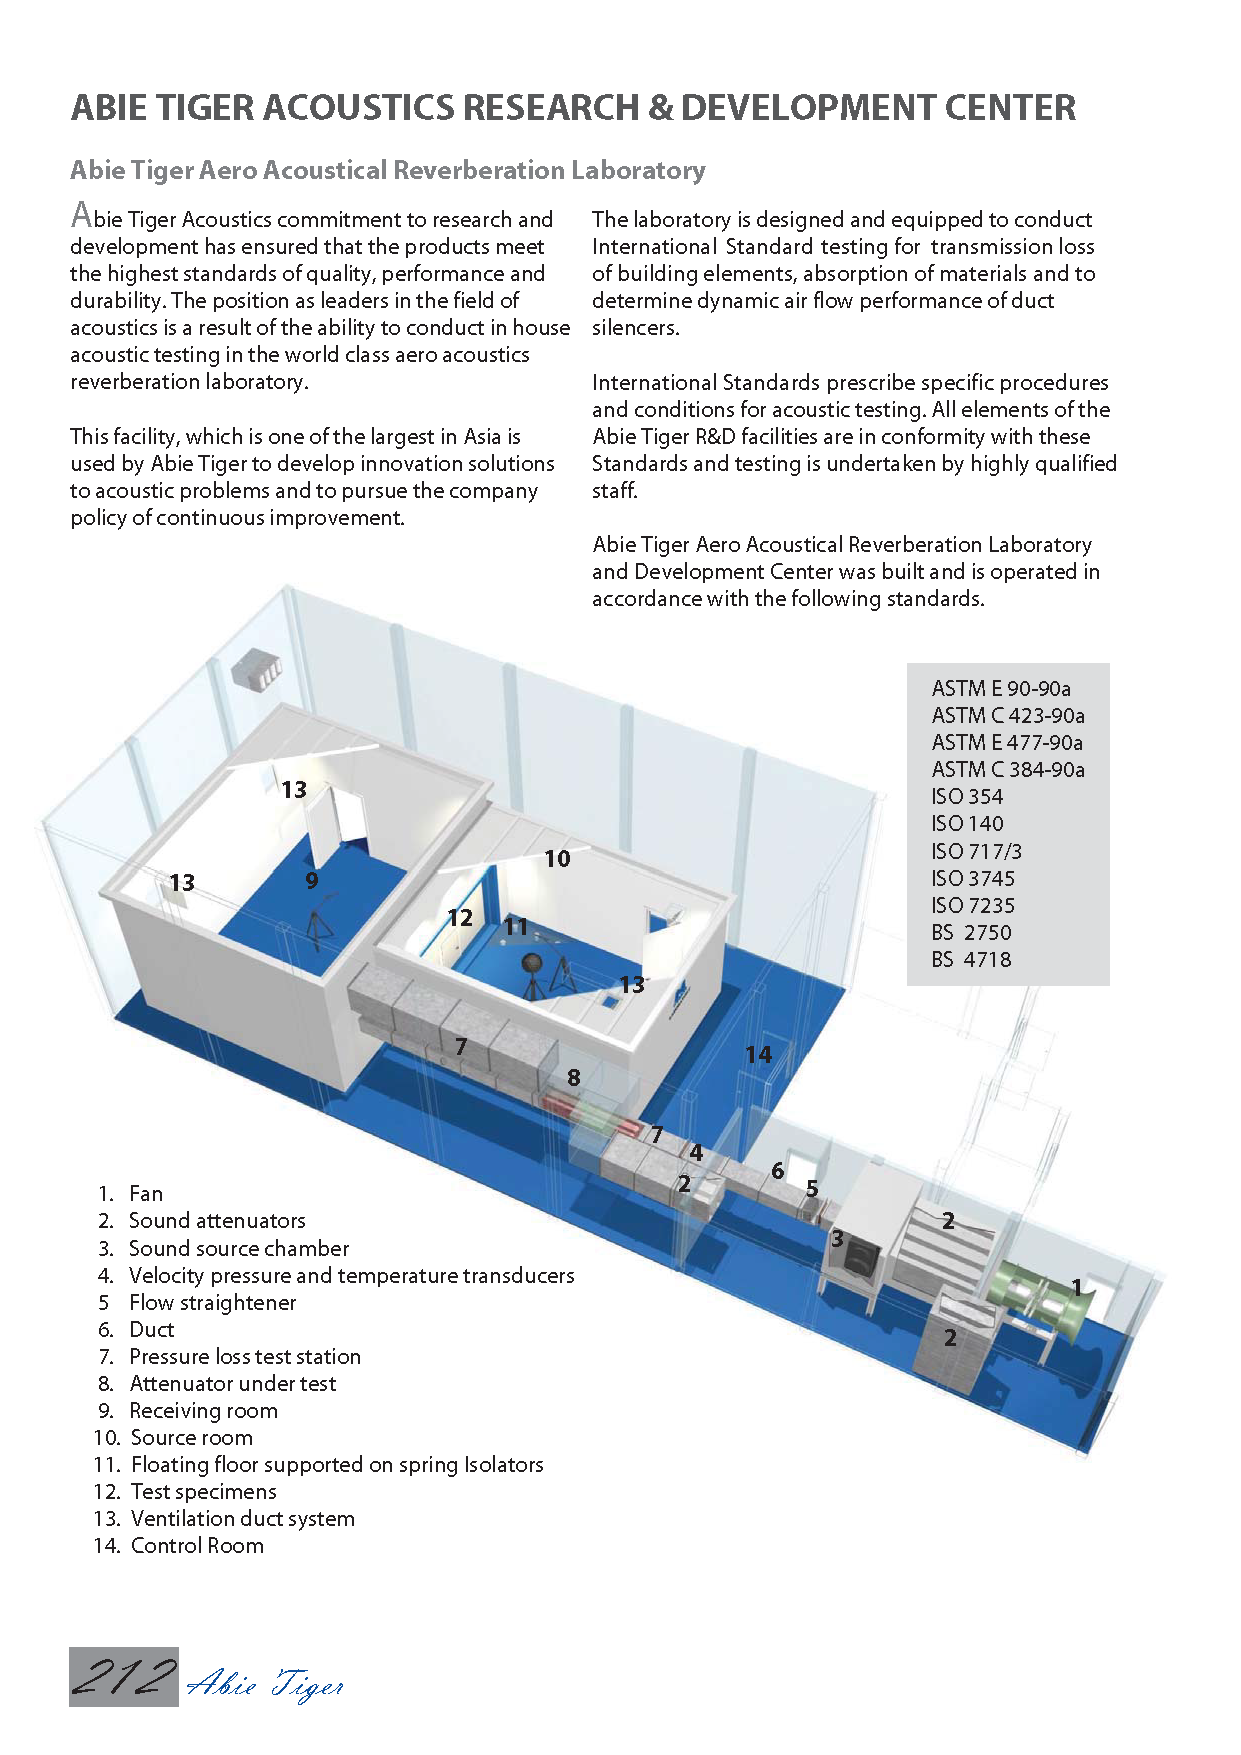 ABIE TIGER ACOUSTICS RESEARCH & DEVELOPMENT CENTER
Abie Tiger Aero Acoustical Reverberation Laboratory
Abie Tiger Acoustics commitment to research and
development has ensured that the products meet
the highest standards of quality, performance and
durability. The position as leaders in the field of
acoustics is a result of the ability to conduct in house
acoustic testing in the world class aero acoustics
reverberation laboratory.
This facility, which is one of the largest in Asia is
used by Abie Tiger to develop innovation solutions
to acoustic problems and to pursue the company
policy of continuous improvement.
The laboratory is designed and equipped to conduct
International Standard testing for transmission loss
of building elements, absorption of materials and to
determine dynamic air flow performance of duct
silencers.
International Standards prescribe specific procedures
and conditions for acoustic testing. All elements of the
Abie Tiger R&D facilities are in conformity with these
Standards and testing is undertaken by highly qualified
staff.
Abie Tiger Aero Acoustical Reverberation Laboratory
and Development Center was built and is operated in
accordance with the following standards.
ASTM E 90-90a
ASTM C 423-90a
ASTM E 477-90a
ASTM C 384-90a
ISO 354
ISO 140
ISO 717/3
ISO 3745
ISO 7235
BS 2750
BS 4718
13
10
13
9
12
11
13
7
14
8
7
4
6
2
5
2
3
1
2
1. Fan
2. Sound attenuators
3. Sound source chamber
4. Velocity pressure and temperature transducers
5 Flow straightener
6. Duct
7. Pressure loss test station
8. Attenuator under test
9. Receiving room
10. Source room
11. Floating floor supported on spring Isolators
12. Test specimens
13. Ventilation duct system
14. Control Room
212 Abie Tiger